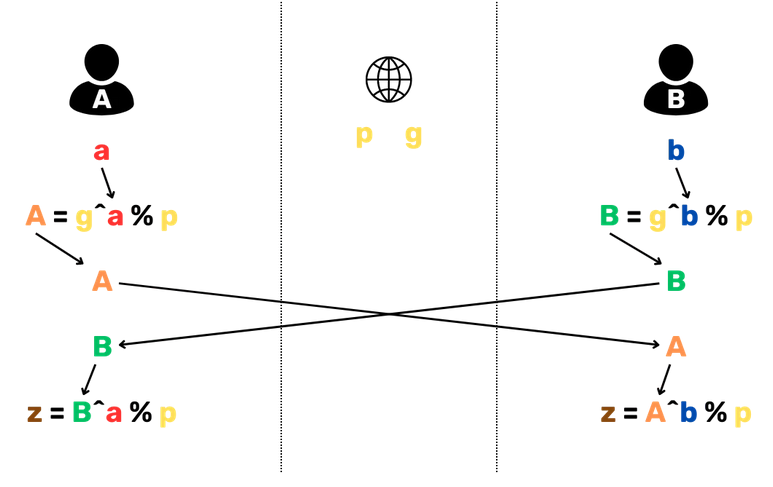 A B
p g
a b
A = g^a % p B = g^b % p
A B
B A
z = B^a % p z = A^b % p